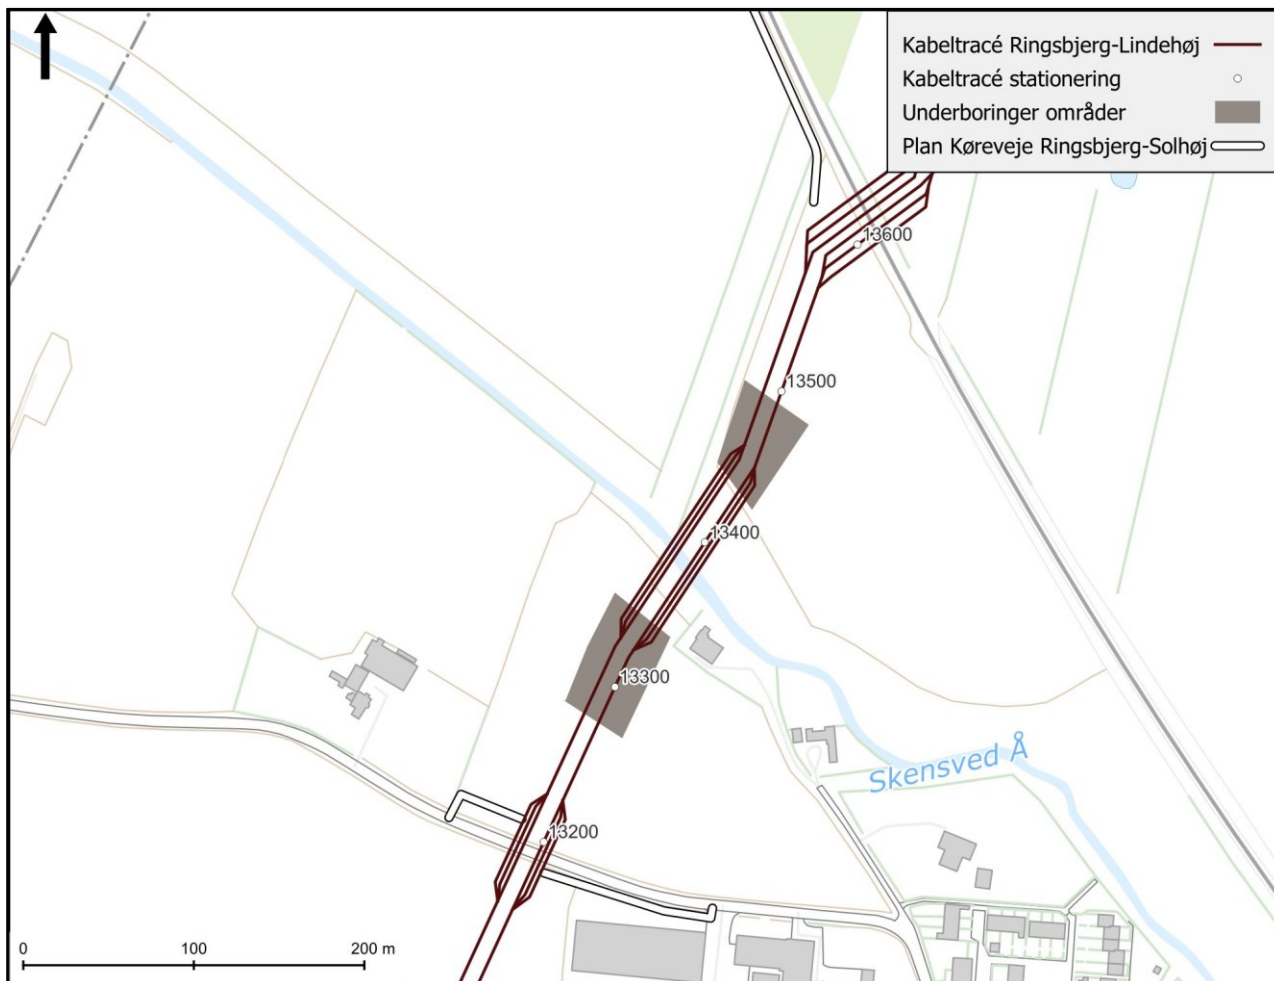 Kabeltracé Ringsbjerg-Lindehøj
Kabeltracé stationering
Underboringer områder
Plan Køreveje Ringsbjerg-Solhøj
13600
13500
13400
13300
Skensved Å
13200
0 100 200 m